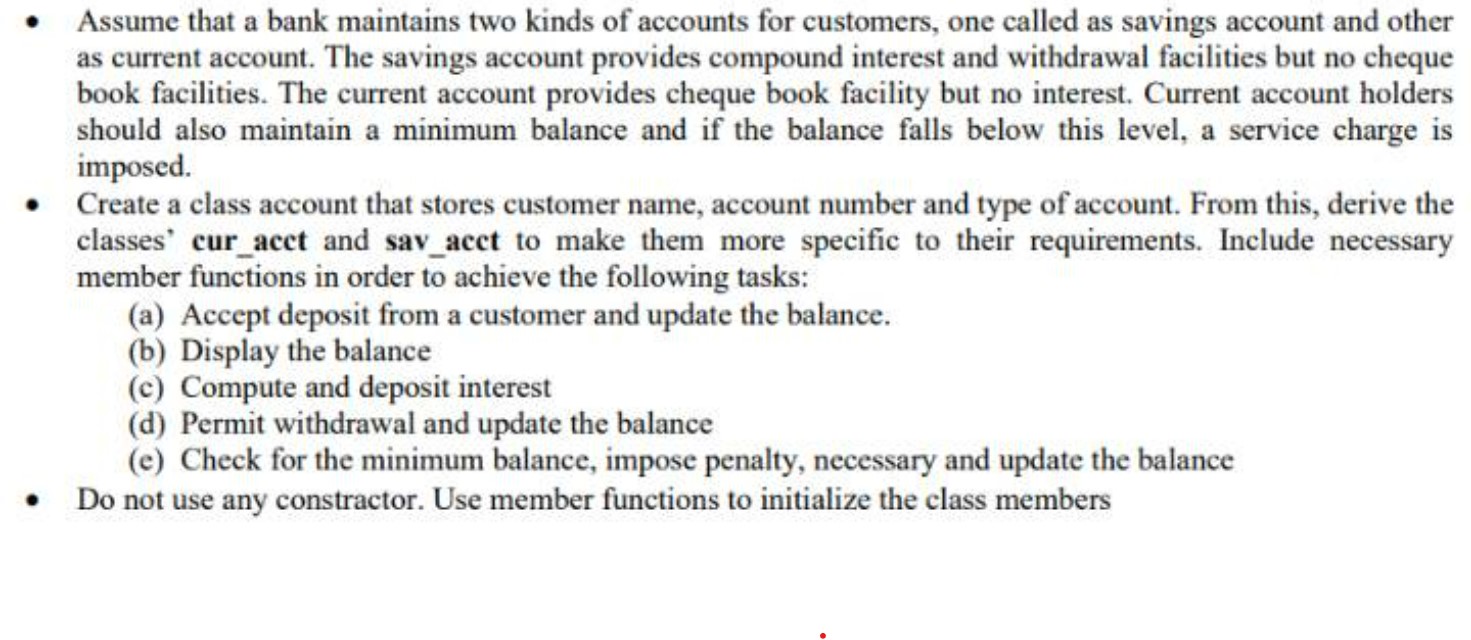 • Assume that a bank maintains two kinds of accounts for customers, one called as savings account and other
as current account. The savings account provides compound interest and withdrawal facilities but no cheque
book facilities. The current account provides cheque book facility but no interest. Current account holders
should also maintain a minimum balance and if the balance falls below this level, a service charge is
imposed.
• Create a class account that stores customer name, account number and type of account. From this, derive the
classes’ cur_acct and sav_acct to make them more specific to their requirements. Include necessary
member functions in order to achieve the following tasks:
(a) Accept deposit from a customer and update the balance.
(b) Display the balance
(c) Compute and deposit interest
(d) Permit withdrawal and update the balance
(e) Check for the minimum balance, impose penalty, necessary and update the balance
• Do not use any constractor. Use member functions to initialize the class members